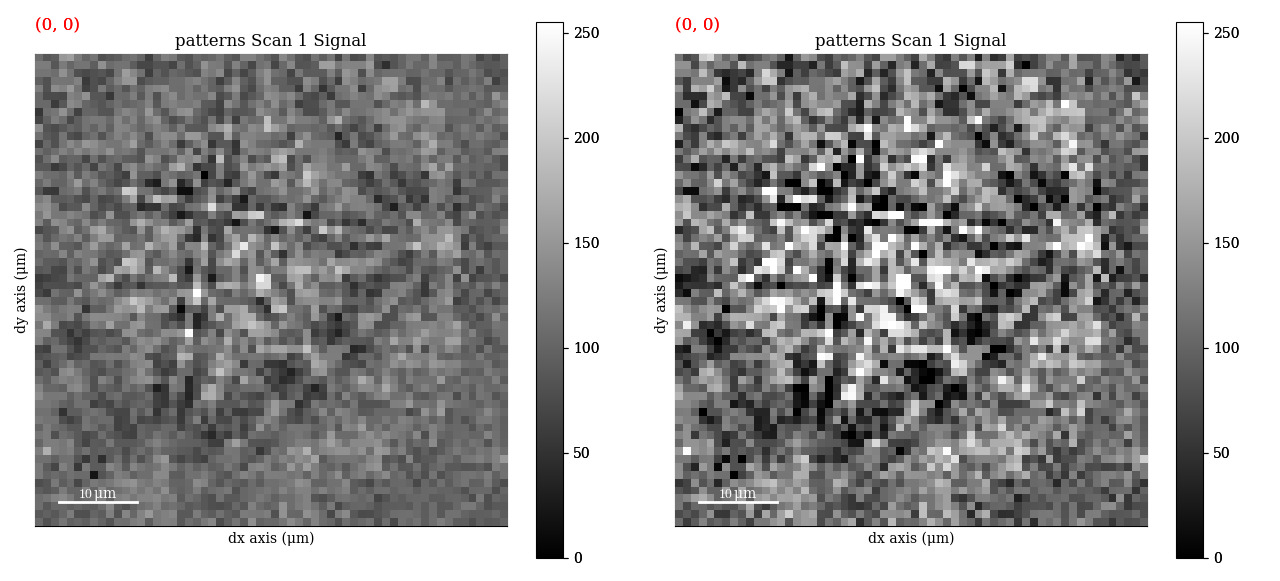 (0, 0)
patterns Scan 1 Signal
250
200
150
100
50
0
dy axis (μm)
10 μm
dx axis (μm)
(0, 0)
patterns Scan 1 Signal
250
200
150
100
50
0
dy axis (μm)
10 μm
dx axis (μm)